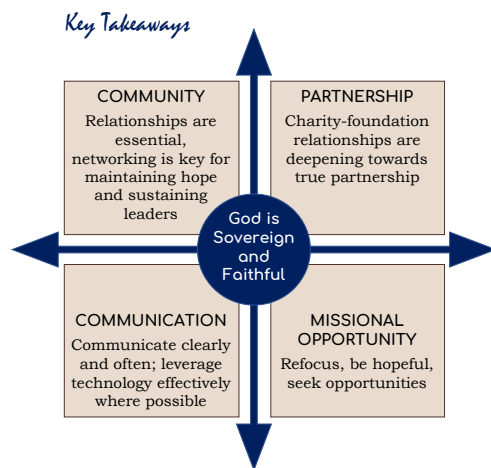 Key Takeaways
COMMUNITY
Relationships are
essential,
networking is key for
maintaining hope
and sustaining
leaders
PARTNERSHIP
Charity-foundation
relationships are
deepening towards
true partnership
God is
Sovereign
and
Faithful
COMMUNICATION
Communicate clearly
and often; leverage
technology effectively
where possible
MISSIONAL
OPPORTUNITY
Refocus, be hopeful,
seek opportunities